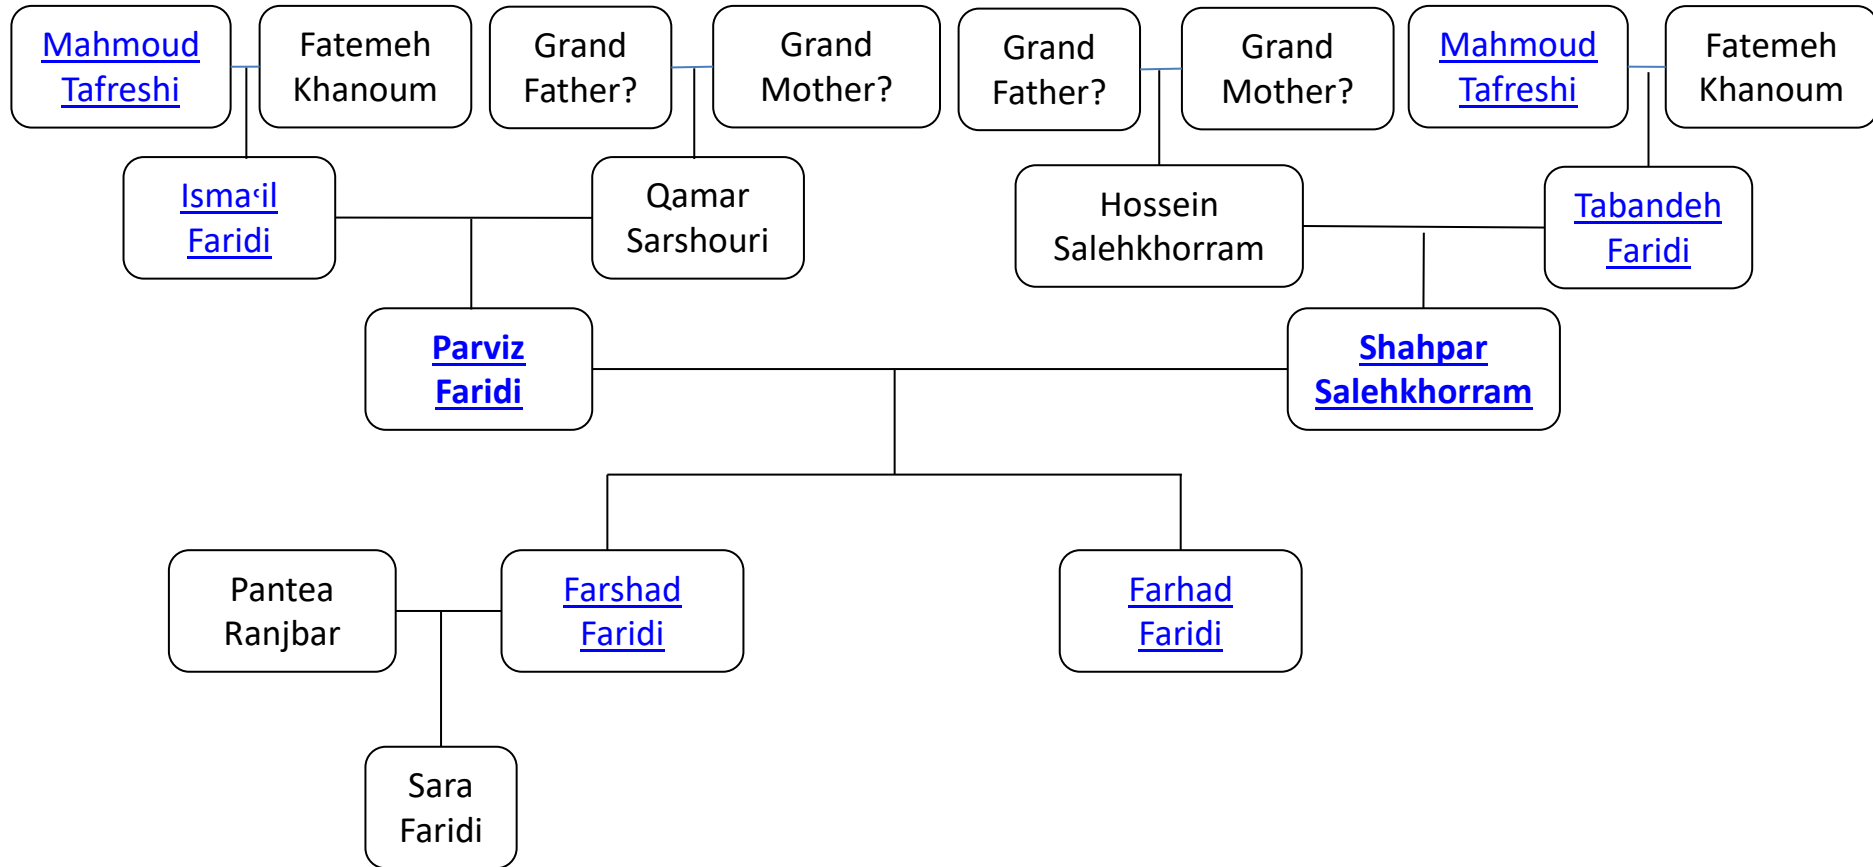 Mahmoud
Tafreshi
Fatemeh
Khanoum
Grand
Father?
Grand
Mother?
Grand
Father?
Grand
Mother?
Mahmoud
Tafreshi
Fatemeh
Khanoum
Ismaʿil
Faridi
Qamar
Sarshouri
Hossein
Salehkhorram
Tabandeh
Faridi
Parviz
Faridi
Shahpar
Salehkhorram
Pantea
Ranjbar
Farshad
Faridi
Farhad
Faridi
Sara
Faridi